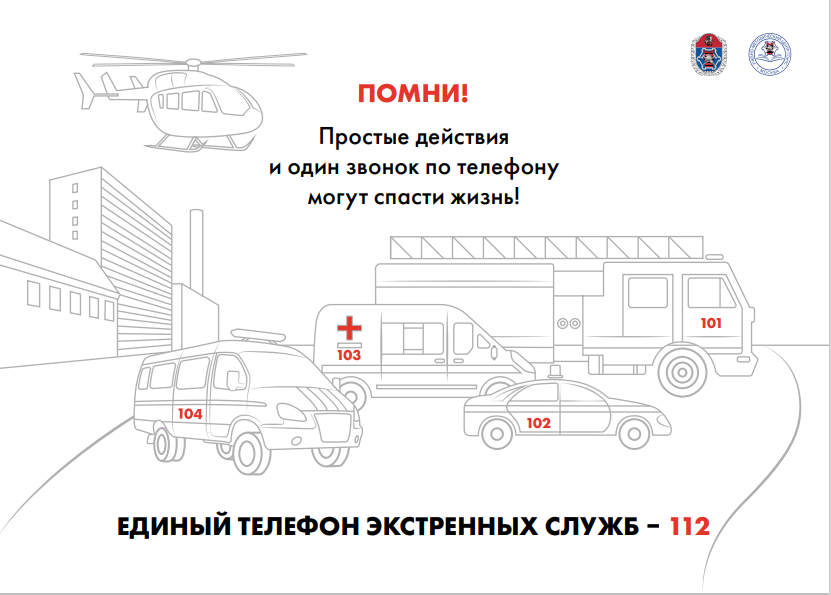 ПОМНИ!
Простые действия
и один звонок по телефону
могут спасти жизнь!
101
103
104
102
ЕДИНЫЙ ТЕЛЕФОН ЭКСТРЕННЫХ СЛУЖБ – 112